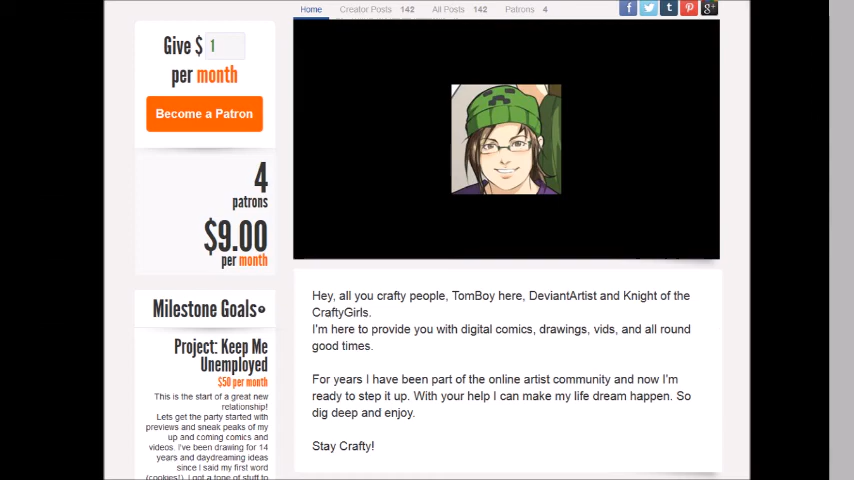 Home Creator Posts 142 All Posts 142 Patrons 4
f t g+
Give $ 1
per month
Become a Patron
4
patrons
$9.00
per month
Milestone Goals
Project: Keep Me
Unemployed
$50 per month
This is the start of a great new
relationship!
Lets get the party started with
previews and sneak peaks of my
up and coming comics and
videos. I've been drawing for 14
years and daydreaming ideas
since I said my first word
(cookies!). I got a tone of stuff to
Hey, all you crafty people, TomBoy here, DeviantArtist and Knight of the
CraftyGirls.
I'm here to provide you with digital comics, drawings, vids, and all round
good times.
For years I have been part of the online artist community and now I'm
ready to step it up. With your help I can make my life dream happen. So
dig deep and enjoy.
Stay Crafty!